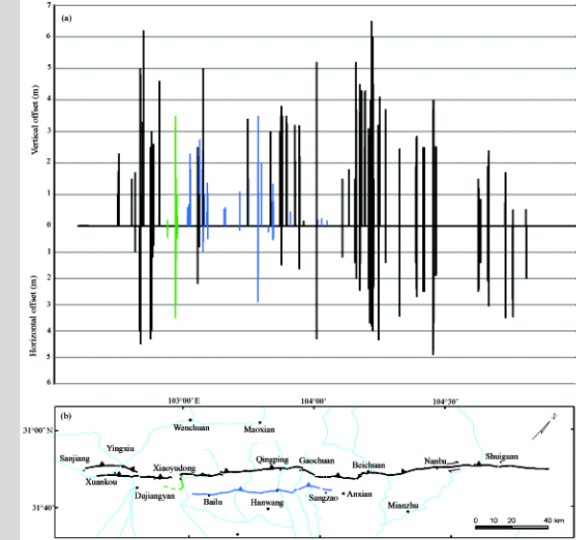 (a)
7
6
5
4
3
2
1
0
1
2
3
4
5
6
Vertical offset (m)
Horizontal offset (m)
103°00'E 104°00' 104°30'
(b)
31°00'N
31°40'
Wenchuan Maoxian
Yingxiu
Sanjiang Xiaoyudong Qingping Gaochuan Beichuan Nanbu Shuiguan
Xuankou
Dujiangyan Bailu Hanwang Sangzao Anxian Mianzhu
0 10 20 40 km